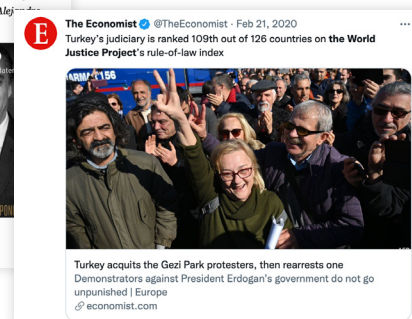 Alejandro
The Economist @TheEconomist · Feb 21, 2020
E
Turkey's judiciary is ranked 109th out of 126 countries on the World
Justice Project's rule-of-law index
JANDARMA 156
Turkey acquits the Gezi Park protesters, then rearrests one
Demonstrators against President Erdogan's government do not go
unpunished | Europe
economist.com